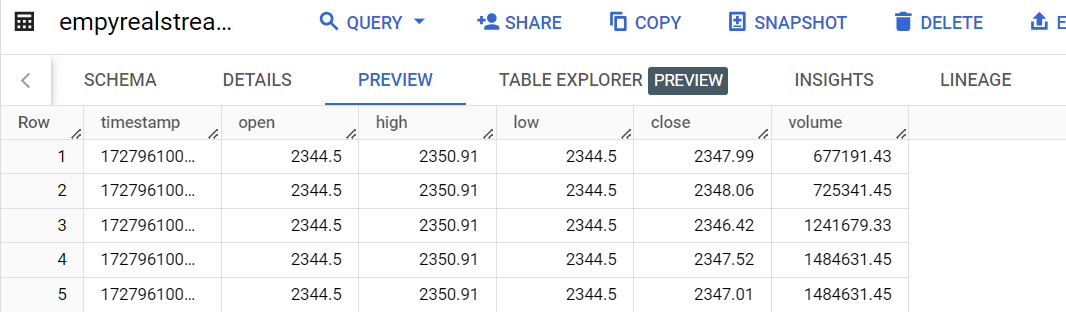 empyrealstrea... QUERY SHARE COPY SNAPSHOT DELETE E
SCHEMA DETAILS PREVIEW TABLE EXPLORER PREVIEW INSIGHTS LINEAGE
Row timestamp open high low close volume
1 172796100... 2344.5 2350.91 2344.5 2347.99 677191.43
2 172796100... 2344.5 2350.91 2344.5 2348.06 725341.45
3 172796100... 2344.5 2350.91 2344.5 2346.42 1241679.33
4 172796100... 2344.5 2350.91 2344.5 2347.52 1484631.45
5 172796100... 2344.5 2350.91 2344.5 2347.01 1484631.45